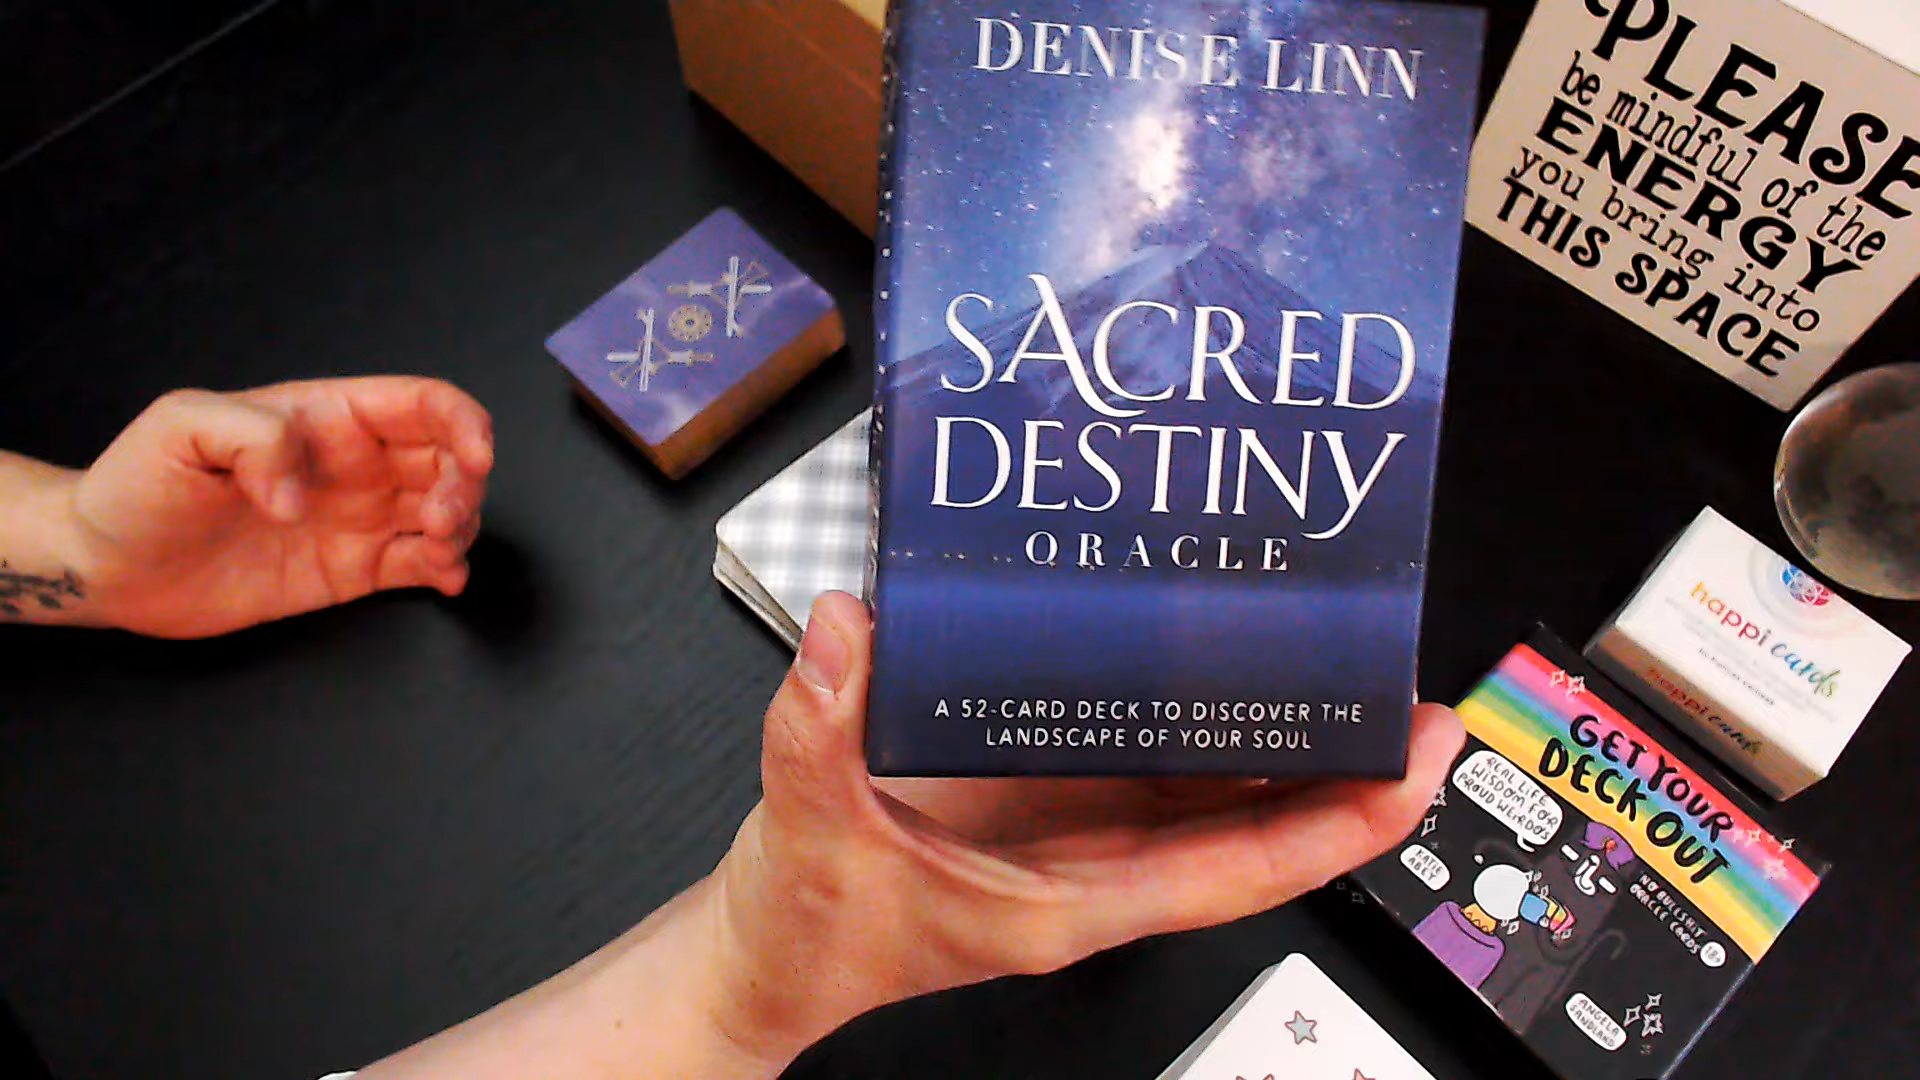 DENISE LINN
SACRED
DESTINY
ORACLE
A 52-CARD DECK TO DISCOVER THE
LANDSCAPE OF YOUR SOUL
PLEASE
be mindful of the
ENERGY
you bring into
THIS SPACE
happi cards
happi cards
GET YOUR
DECK OUT
REAL LIFE
WISDOM FOR
PROUD WEIRDOS
KATIE
ABEY
NO BULLSHIT
ORACLE CARDS
18+
ANGELA
SANDLAND